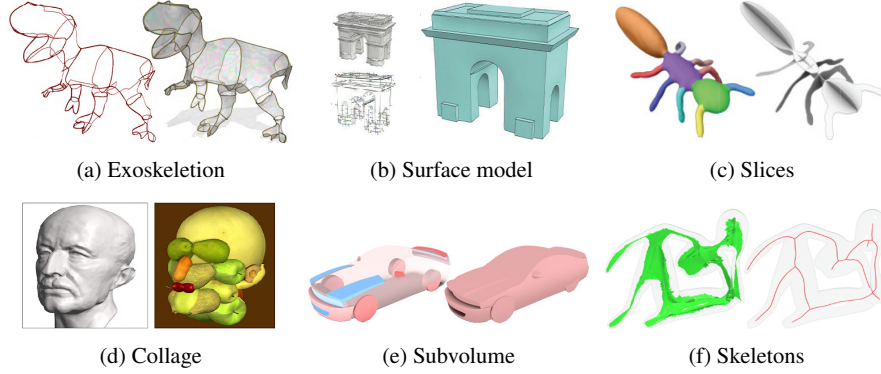 (a) Exoskeletion
(b) Surface model
(c) Slices
(d) Collage
(e) Subvolume
(f) Skeletons